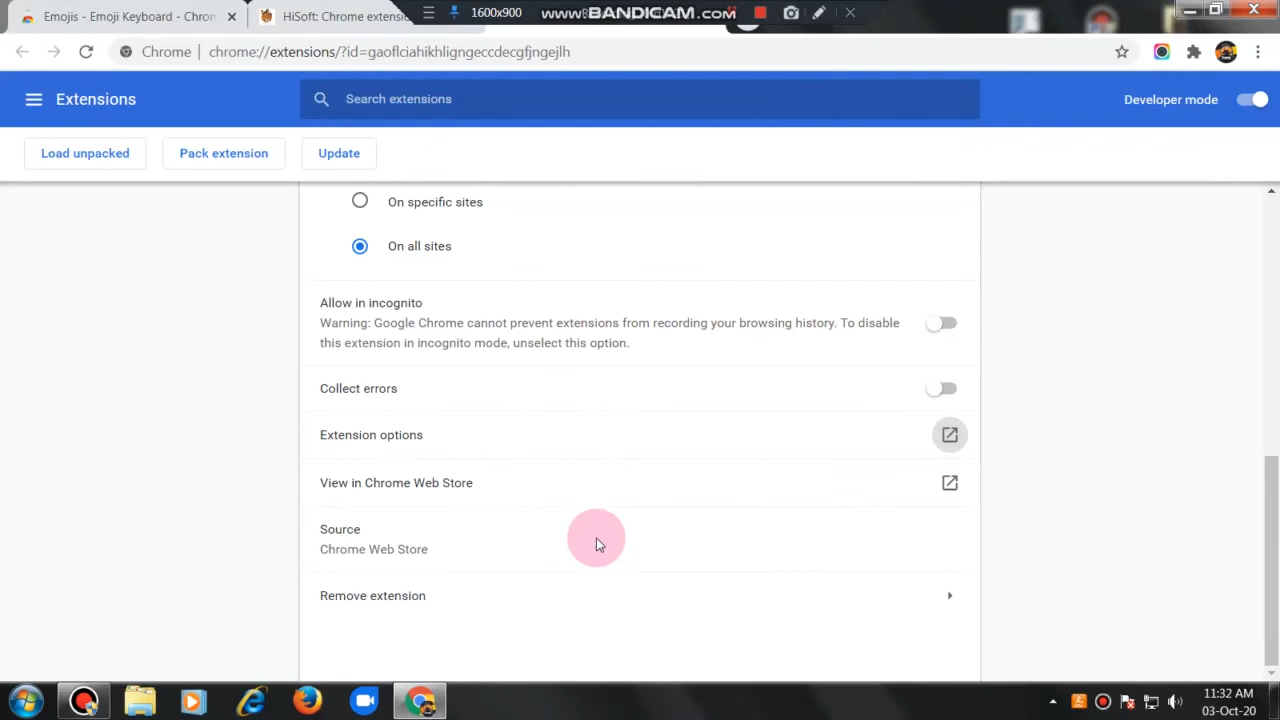 Emojis - Emoji Keyboard - Chrom
HiSoft: Chrome extensi
1600x900
www.BANDICAM.com
Chrome | chrome://extensions/?id=gaoflciahikhligngeccdecgfjngejlh
Extensions
Search extensions
Developer mode
Load unpacked
Pack extension
Update
On specific sites
On all sites
Allow in incognito
Warning: Google Chrome cannot prevent extensions from recording your browsing history. To disable
this extension in incognito mode, unselect this option.
Collect errors
Extension options
View in Chrome Web Store
Source
Chrome Web Store
Remove extension
11:32 AM
03-Oct-20